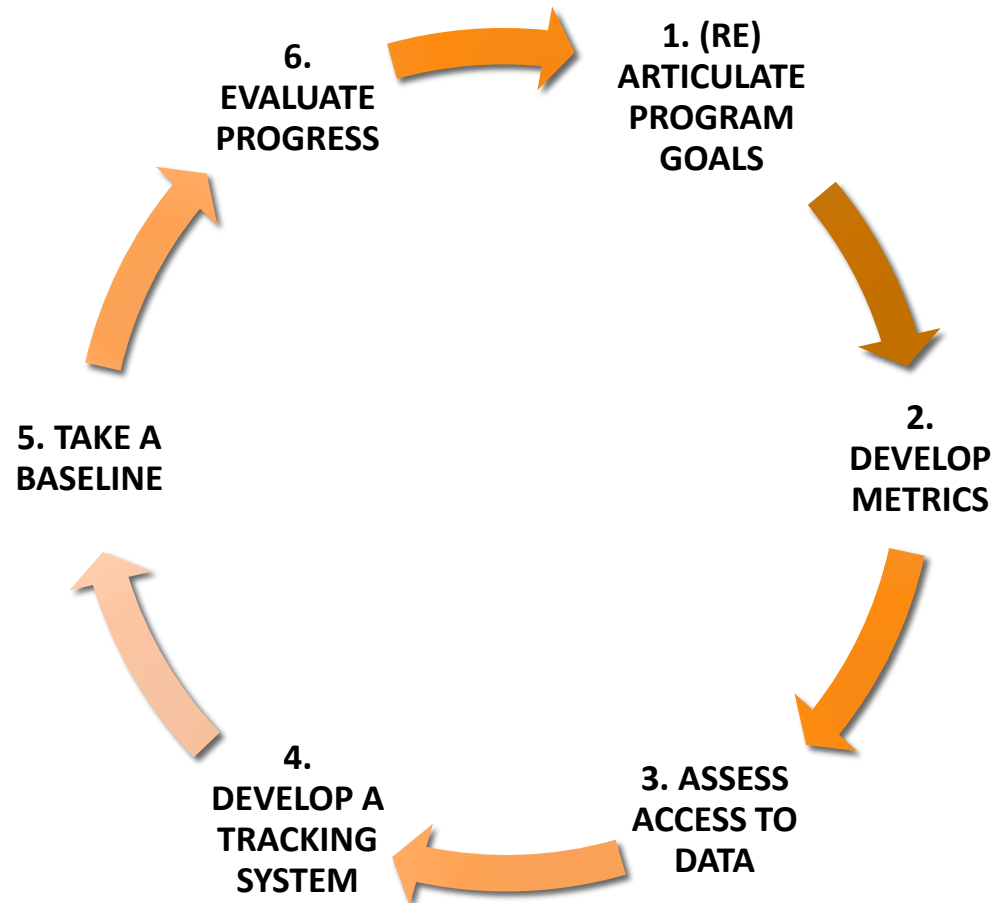 1. (RE)
ARTICULATE
PROGRAM
GOALS
2.
DEVELOP
METRICS
3. ASSESS
ACCESS TO
DATA
4.
DEVELOP A
TRACKING
SYSTEM
5. TAKE A
BASELINE
6.
EVALUATE
PROGRESS